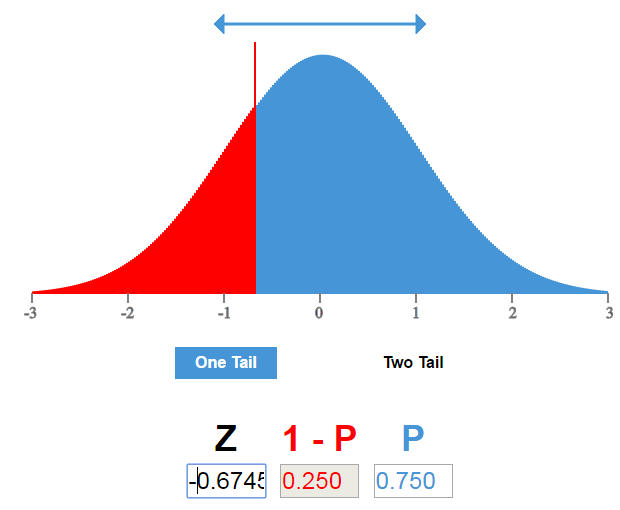 -3 -2 -1 0 1 2 3
One Tail Two Tail
Z 1 - P P
-0.6745 0.250 0.750